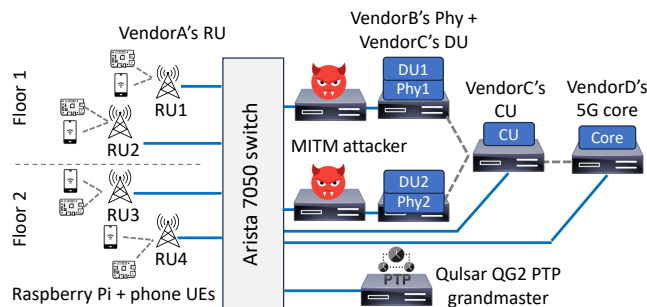 VendorA's RU
VendorB's Phy +
VendorC's DU
VendorC's
CU
VendorD's
5G core
Floor 1
Floor 2
RU1
RU2
RU3
RU4
Arista 7050 switch
MITM attacker
DU1
Phy1
DU2
Phy2
CU
Core
PTP
Qulsar QG2 PTP
grandmaster
Raspberry Pi + phone UEs